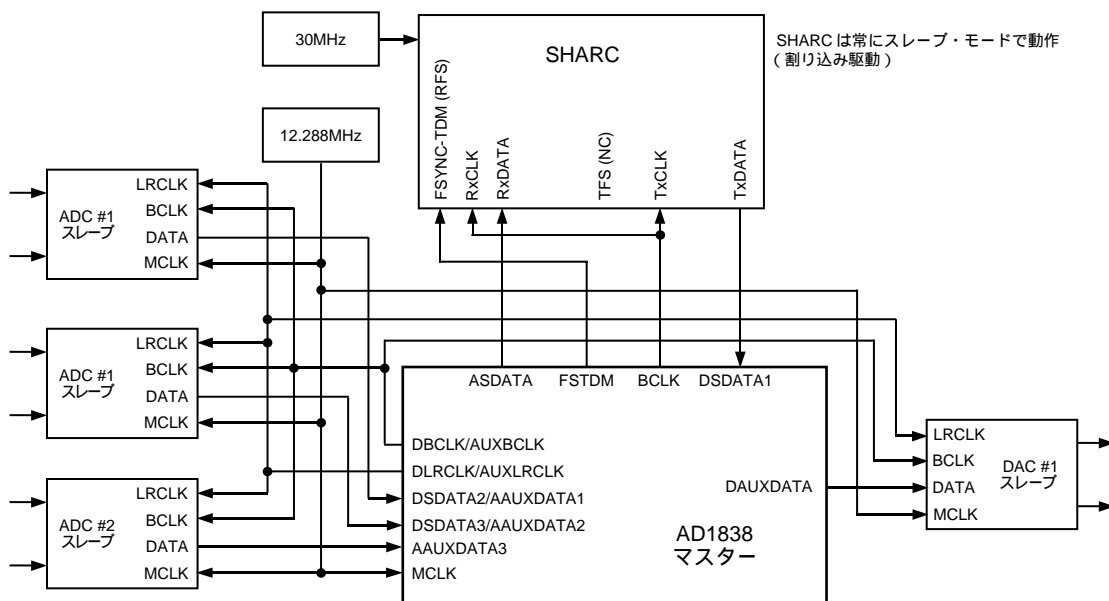 30MHz
SHARC
SHARC は常にスレーブ・モードで動作
(割り込み駆動)
12.288MHz
FSYNC-TDM (RFS)
RxCLK
RxDATA
TFS (NC)
TxCLK
TxDATA
ADC #1
スレーブ
LRCLK
BCLK
DATA
MCLK
ADC #1
スレーブ
LRCLK
BCLK
DATA
MCLK
ADC #2
スレーブ
LRCLK
BCLK
DATA
MCLK
ASDATA
FSTDM
BCLK
DSDATA1
DBCLK/AUXBCLK
DLRCLK/AUXLRCLK
DSDATA2/AAUXDATA1
DSDATA3/AAUXDATA2
AAUXDATA3
MCLK
DAUXDATA
AD1838
マスター
LRCLK
BCLK
DATA
MCLK
DAC #1
スレーブ